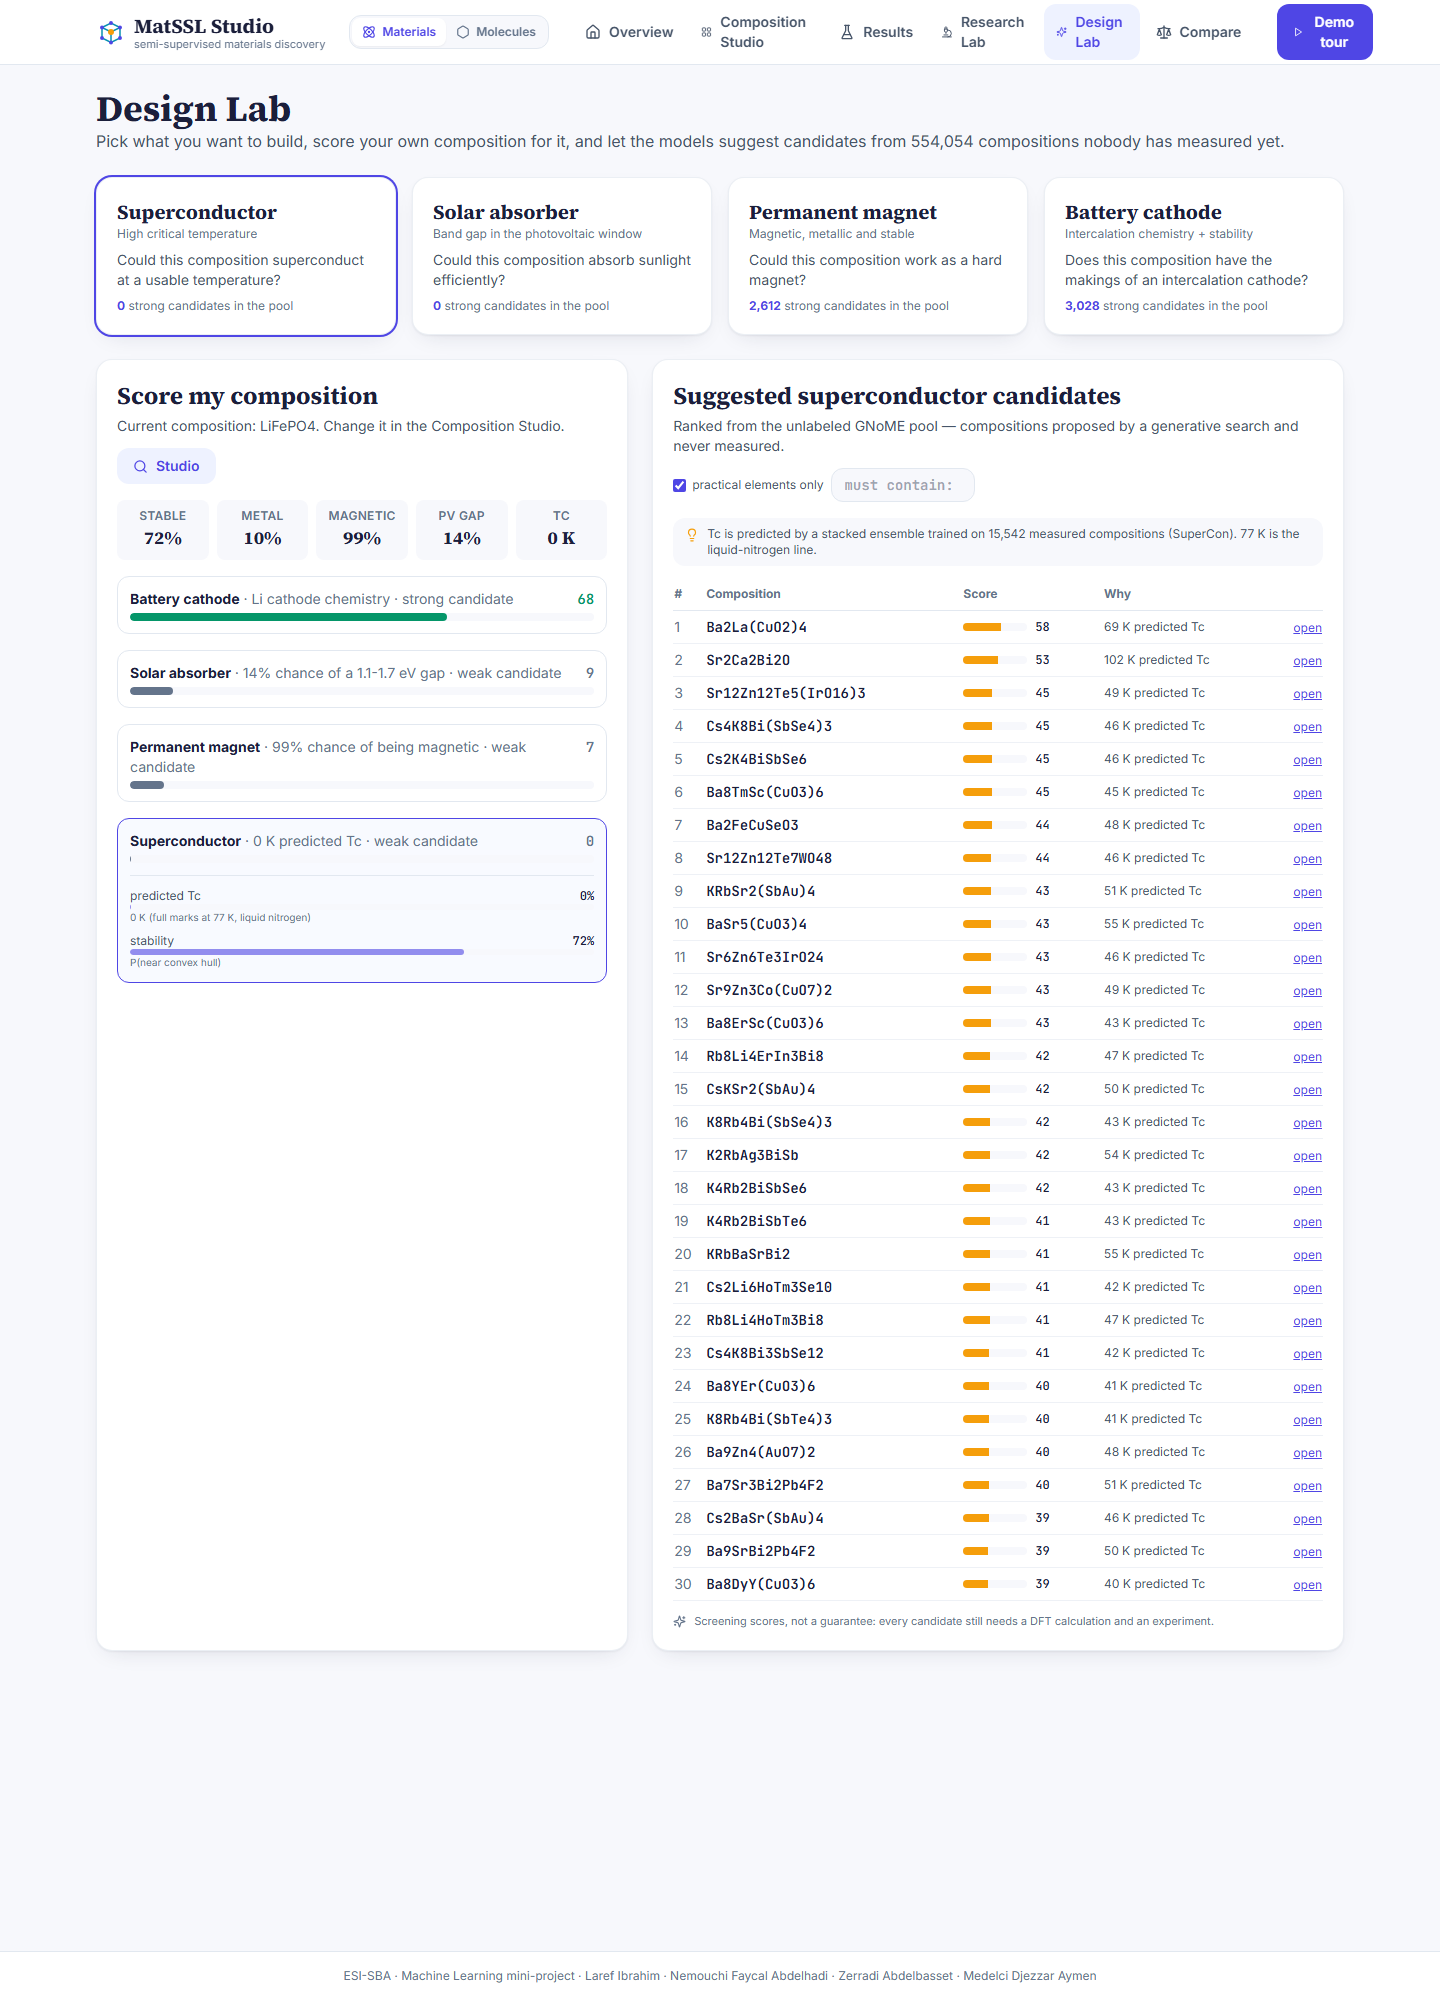 MatSSL Studio
semi-supervised materials discovery
Materials
Molecules
Overview
Composition
Studio
Results
Research
Lab
Design
Lab
Compare
Demo
tour
Design Lab
Pick what you want to build, score your own composition for it, and let the models suggest candidates from 554,054 compositions nobody has measured yet.
Superconductor
High critical temperature
Could this composition superconduct
at a usable temperature?
0 strong candidates in the pool
Solar absorber
Band gap in the photovoltaic window
Could this composition absorb sunlight
efficiently?
0 strong candidates in the pool
Permanent magnet
Magnetic, metallic and stable
Could this composition work as a hard
magnet?
2,612 strong candidates in the pool
Battery cathode
Intercalation chemistry + stability
Does this composition have the
makings of an intercalation cathode?
3,028 strong candidates in the pool
Score my composition
Current composition: LiFePO4. Change it in the Composition Studio.
Studio
STABLE
72%
METAL
10%
MAGNETIC
99%
PV GAP
14%
TC
0 K
Battery cathode · Li cathode chemistry · strong candidate 68
Solar absorber · 14% chance of a 1.1-1.7 eV gap · weak candidate 9
Permanent magnet · 99% chance of being magnetic · weak 7
candidate
Superconductor · 0 K predicted Tc · weak candidate 0
predicted Tc 0%
0 K (full marks at 77 K, liquid nitrogen)
stability 72%
P(near convex hull)
Suggested superconductor candidates
Ranked from the unlabeled GNoME pool — compositions proposed by a generative search and
never measured.
practical elements only
must contain:
Tc is predicted by a stacked ensemble trained on 15,542 measured compositions (SuperCon). 77 K is the
liquid-nitrogen line.
# Composition Score Why
1 Ba2La(CuO2)4 58 69 K predicted Tc open
2 Sr2Ca2Bi2O 53 102 K predicted Tc open
3 Sr12Zn12Te5(IrO16)3 45 49 K predicted Tc open
4 Cs4K8Bi(SbSe4)3 45 46 K predicted Tc open
5 Cs2K4BiSbSe6 45 46 K predicted Tc open
6 Ba8TmSc(CuO3)6 45 45 K predicted Tc open
7 Ba2FeCuSeO3 44 48 K predicted Tc open
8 Sr12Zn12Te7WO48 44 46 K predicted Tc open
9 KRbSr2(SbAu)4 43 51 K predicted Tc open
10 BaSr5(CuO3)4 43 55 K predicted Tc open
11 Sr6Zn6Te3IrO24 43 46 K predicted Tc open
12 Sr9Zn3Co(CuO7)2 43 49 K predicted Tc open
13 Ba8ErSc(CuO3)6 43 43 K predicted Tc open
14 Rb8Li4ErIn3Bi8 42 47 K predicted Tc open
15 CsKSr2(SbAu)4 42 50 K predicted Tc open
16 K8Rb4Bi(SbSe4)3 42 43 K predicted Tc open
17 K2RbAg3BiSb 42 54 K predicted Tc open
18 K4Rb2BiSbSe6 42 43 K predicted Tc open
19 K4Rb2BiSbTe6 41 43 K predicted Tc open
20 KRbBaSrBi2 41 55 K predicted Tc open
21 Cs2Li6HoTm3Se10 41 42 K predicted Tc open
22 Rb8Li4HoTm3Bi8 41 47 K predicted Tc open
23 Cs4K8Bi3SbSe12 41 42 K predicted Tc open
24 Ba8YEr(CuO3)6 40 41 K predicted Tc open
25 K8Rb4Bi(SbTe4)3 40 41 K predicted Tc open
26 Ba9Zn4(AuO7)2 40 48 K predicted Tc open
27 Ba7Sr3Bi2Pb4F2 40 51 K predicted Tc open
28 Cs2BaSr(SbAu)4 39 46 K predicted Tc open
29 Ba9SrBi2Pb4F2 39 50 K predicted Tc open
30 Ba8DyY(CuO3)6 39 40 K predicted Tc open
Screening scores, not a guarantee: every candidate still needs a DFT calculation and an experiment.
ESI-SBA · Machine Learning mini-project · Laref Ibrahim · Nemouchi Faycal Abdelhadi · Zerradi Abdelbasset · Medelci Djezzar Aymen